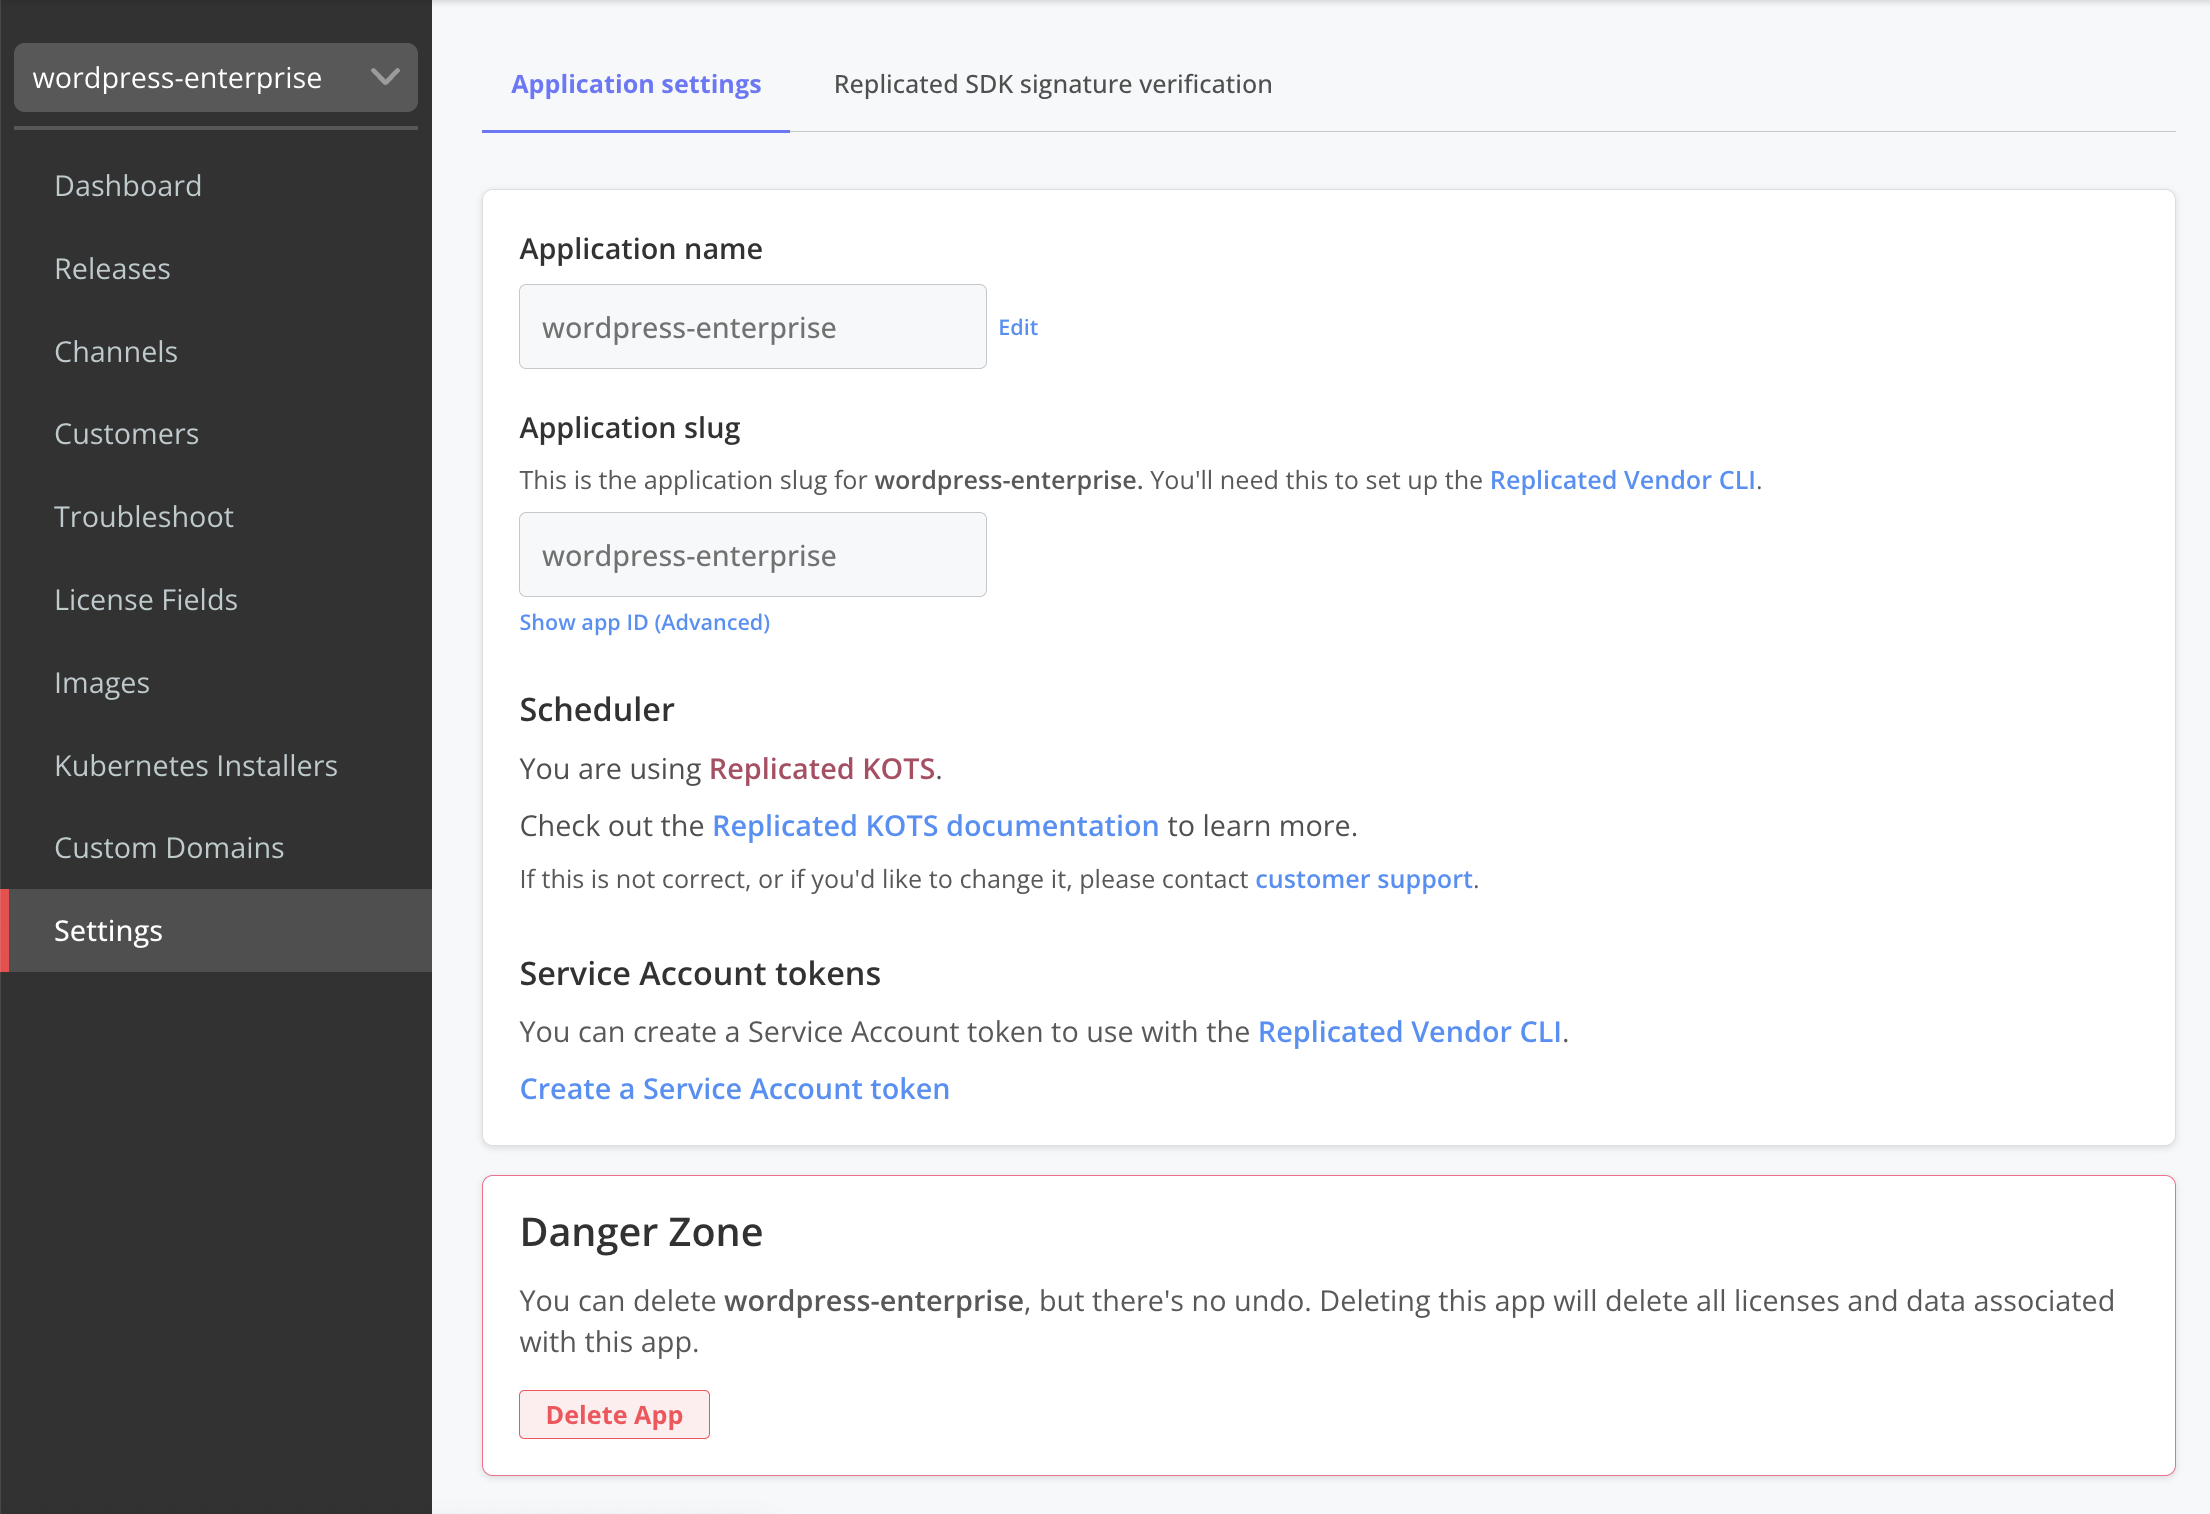 wordpress-enterprise
Dashboard
Releases
Channels
Customers
Troubleshoot
License Fields
Images
Kubernetes Installers
Custom Domains
Settings
Application settings
Replicated SDK signature verification
Application name
wordpress-enterprise
Edit
Application slug
This is the application slug for wordpress-enterprise. You'll need this to set up the Replicated Vendor CLI.
wordpress-enterprise
Show app ID (Advanced)
Scheduler
You are using Replicated KOTS.
Check out the Replicated KOTS documentation to learn more.
If this is not correct, or if you'd like to change it, please contact customer support.
Service Account tokens
You can create a Service Account token to use with the Replicated Vendor CLI.
Create a Service Account token
Danger Zone
You can delete wordpress-enterprise, but there's no undo. Deleting this app will delete all licenses and data associated
with this app.
Delete App